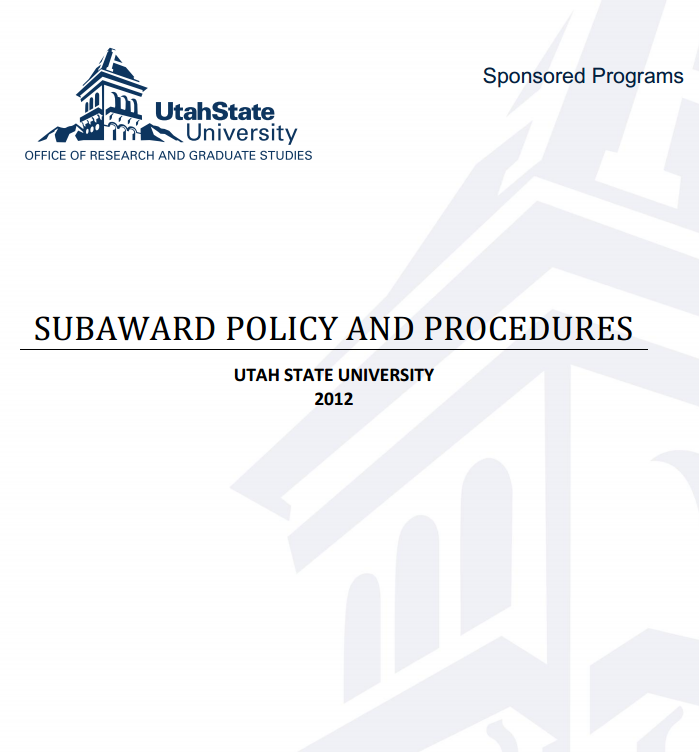 Sponsored Programs
UtahState
University
OFFICE OF RESEARCH AND GRADUATE STUDIES
SUBAWARD POLICY AND PROCEDURES
UTAH STATE UNIVERSITY
2012